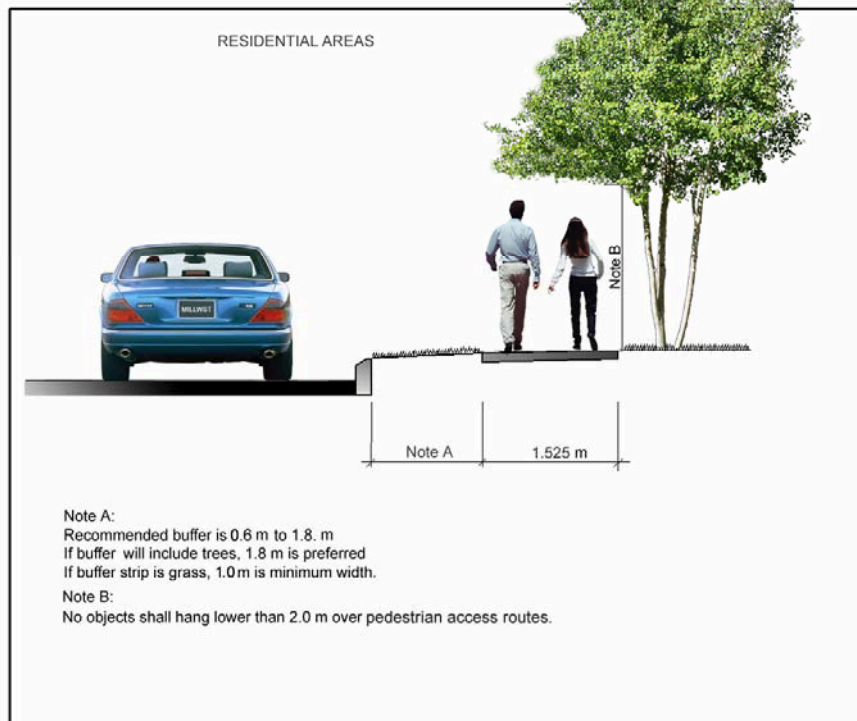 RESIDENTIAL AREAS
MILLWST
Note B
Note A
1.525 m
Note A:
Recommended buffer is 0.6 m to 1.8. m
If buffer will include trees, 1.8 m is preferred
If buffer strip is grass, 1.0 m is minimum width.
Note B:
No objects shall hang lower than 2.0 m over pedestrian access routes.